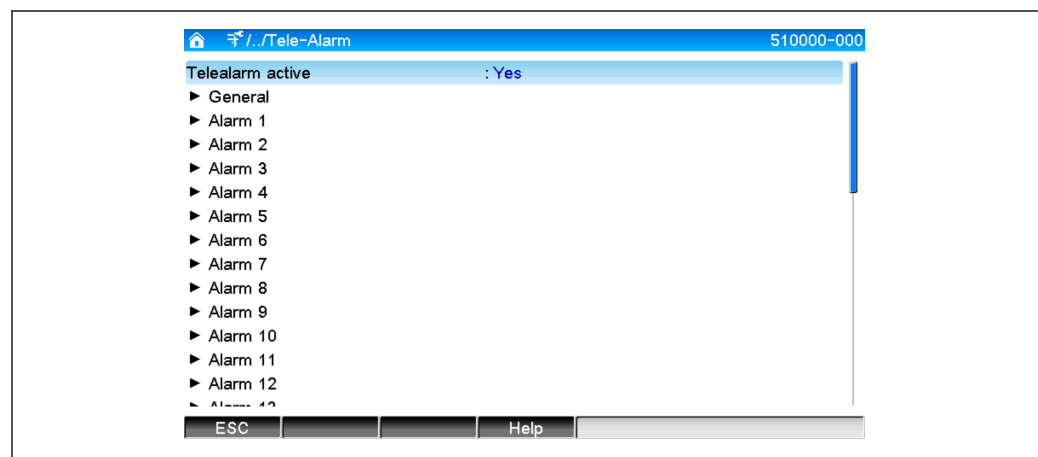 /../Tele-Alarm 510000-000
Telealarm active : Yes
► General
► Alarm 1
► Alarm 2
► Alarm 3
► Alarm 4
► Alarm 5
► Alarm 6
► Alarm 7
► Alarm 8
► Alarm 9
► Alarm 10
► Alarm 11
► Alarm 12
ESC Help